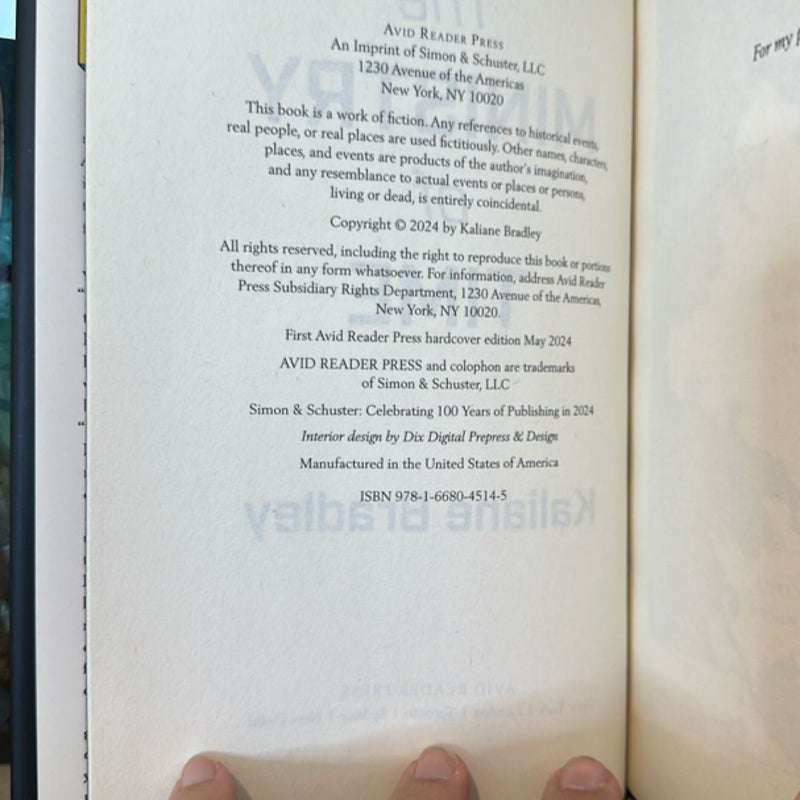 AVID READER PRESS
An Imprint of Simon & Schuster, LLC
1230 Avenue of the Americas
New York, NY 10020
This book is a work of fiction. Any references to historical events,
real people, or real places are used fictitiously. Other names, characters,
places, and events are products of the author's imagination,
and any resemblance to actual events or places or persons,
living or dead, is entirely coincidental.
Copyright © 2024 by Kaliane Bradley
All rights reserved, including the right to reproduce this book or portions
thereof in any form whatsoever. For information, address Avid Reader
Press Subsidiary Rights Department, 1230 Avenue of the Americas,
New York, NY 10020.
First Avid Reader Press hardcover edition May 2024
AVID READER PRESS and colophon are trademarks
of Simon & Schuster, LLC
Simon & Schuster: Celebrating 100 Years of Publishing in 2024
Interior design by Dix Digital Prepress & Design
Manufactured in the United States of America
ISBN 978-1-6680-4514-5
For my